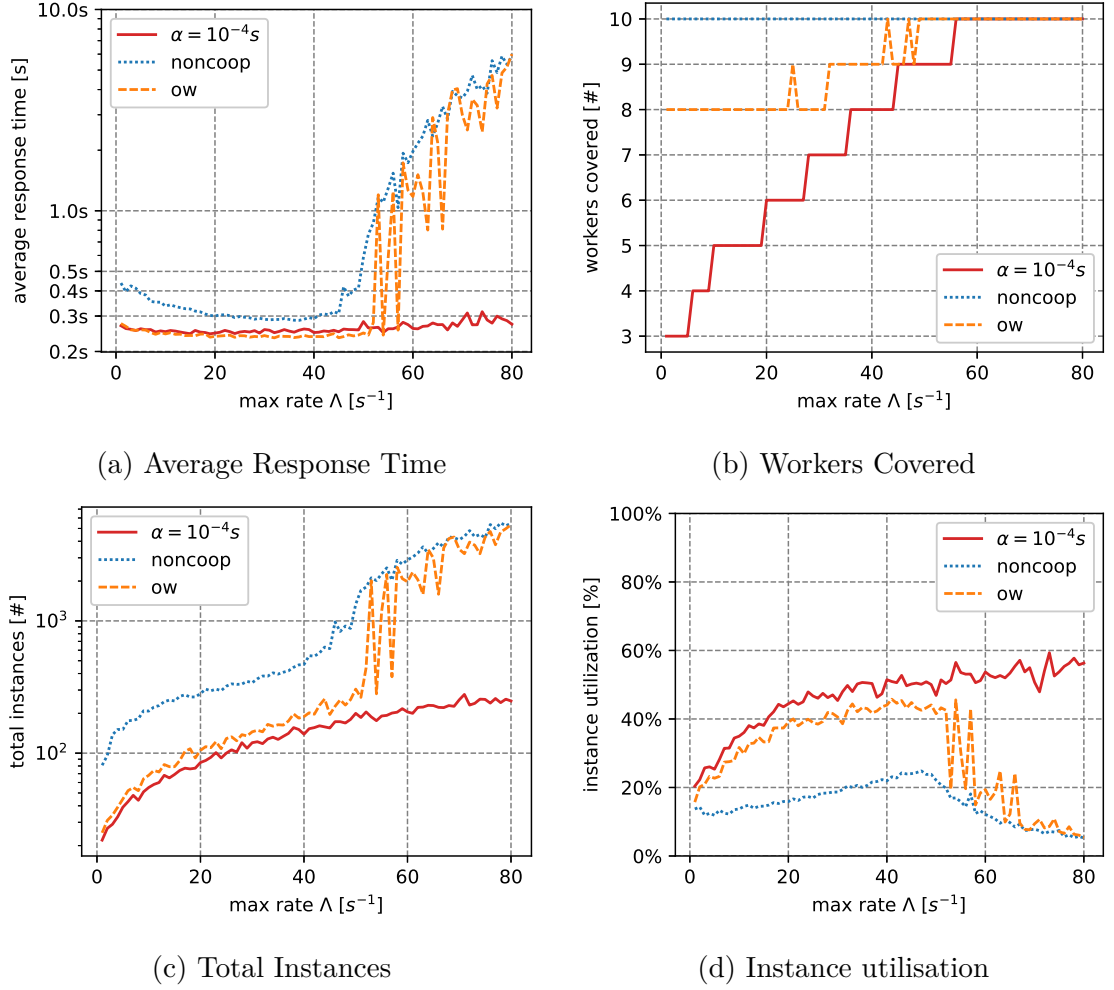 10.0s
5.0s
1.0s
0.5s
0.4s
0.3s
0.2s
average response time [s]
α = 10⁻⁴s
noncoop
ow
0 20 40 60 80
max rate Λ [s⁻¹]
(a) Average Response Time
10
9
8
7
6
5
4
3
workers covered [#]
α = 10⁻⁴s
noncoop
ow
0 20 40 60 80
max rate Λ [s⁻¹]
(b) Workers Covered
10³
10²
total instances [#]
α = 10⁻⁴s
noncoop
ow
0 20 40 60 80
max rate Λ [s⁻¹]
(c) Total Instances
100%
80%
60%
40%
20%
0%
instance utilization [%]
α = 10⁻⁴s
noncoop
ow
0 20 40 60 80
max rate Λ [s⁻¹]
(d) Instance utilisation